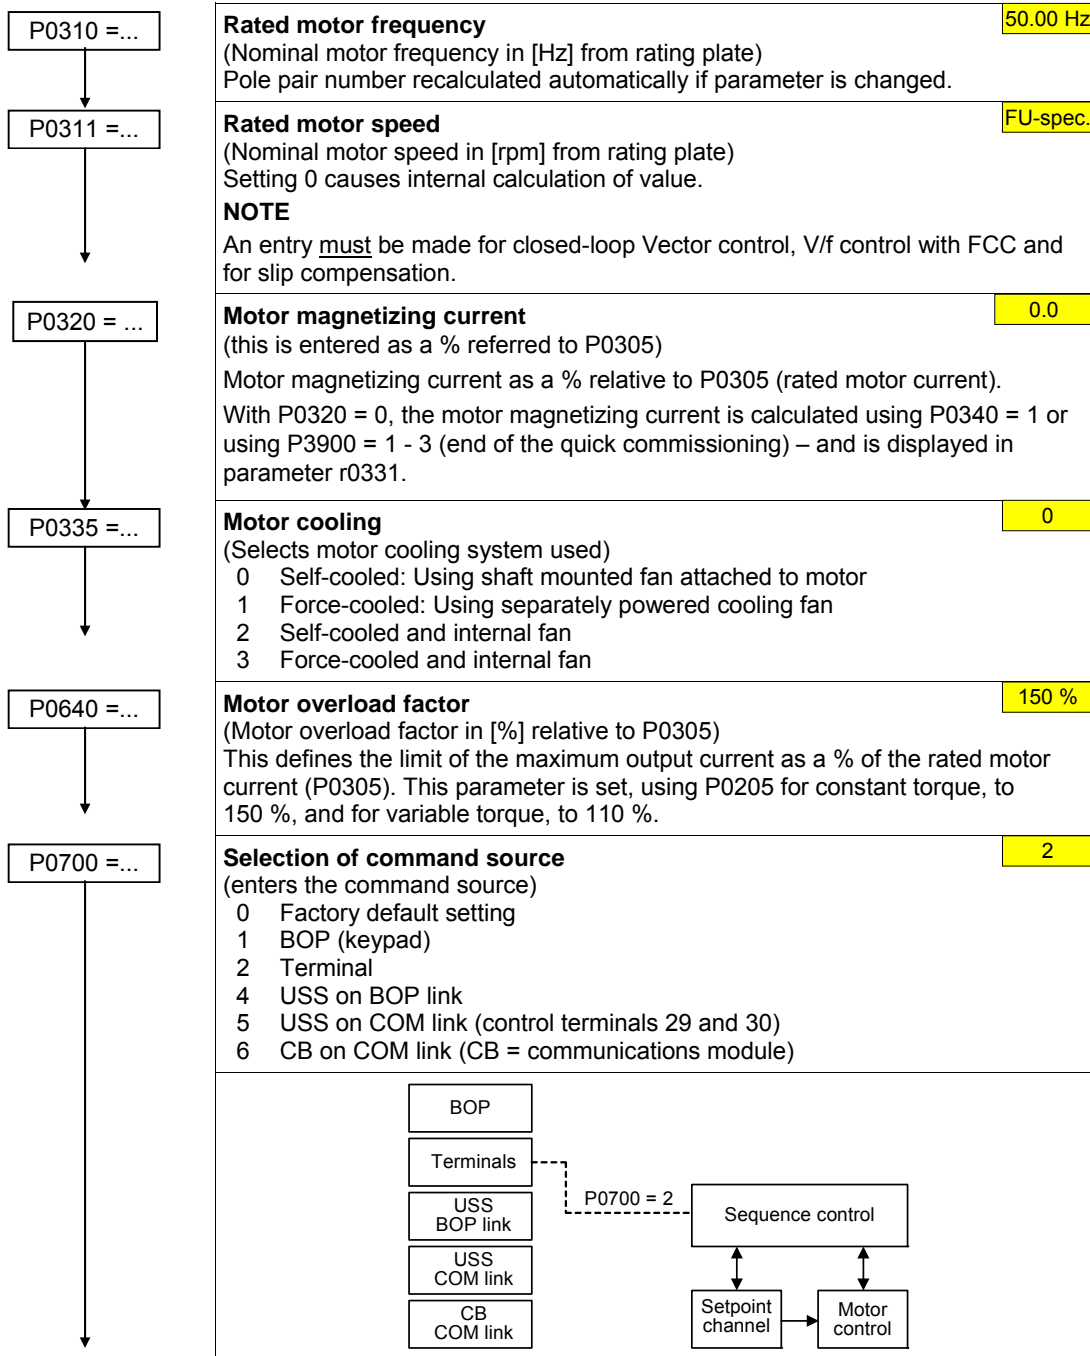 P0310 =...
Rated motor frequency
50.00 Hz
(Nominal motor frequency in [Hz] from rating plate)
Pole pair number recalculated automatically if parameter is changed.
P0311 =...
Rated motor speed
FU-spec.
(Nominal motor speed in [rpm] from rating plate)
Setting 0 causes internal calculation of value.
NOTE
An entry must be made for closed-loop Vector control, V/f control with FCC and
for slip compensation.
P0320 = ...
Motor magnetizing current
0.0
(this is entered as a % referred to P0305)
Motor magnetizing current as a % relative to P0305 (rated motor current).
With P0320 = 0, the motor magnetizing current is calculated using P0340 = 1 or
using P3900 = 1 - 3 (end of the quick commissioning) – and is displayed in
parameter r0331.
P0335 =...
Motor cooling
0
(Selects motor cooling system used)
0 Self-cooled: Using shaft mounted fan attached to motor
1 Force-cooled: Using separately powered cooling fan
2 Self-cooled and internal fan
3 Force-cooled and internal fan
P0640 =...
Motor overload factor
150 %
(Motor overload factor in [%] relative to P0305)
This defines the limit of the maximum output current as a % of the rated motor
current (P0305). This parameter is set, using P0205 for constant torque, to
150 %, and for variable torque, to 110 %.
P0700 =...
Selection of command source
2
(enters the command source)
0 Factory default setting
1 BOP (keypad)
2 Terminal
4 USS on BOP link
5 USS on COM link (control terminals 29 and 30)
6 CB on COM link (CB = communications module)
BOP
Terminals
USS
BOP link
USS
COM link
CB
COM link
P0700 = 2
Sequence control
Setpoint
channel
Motor
control